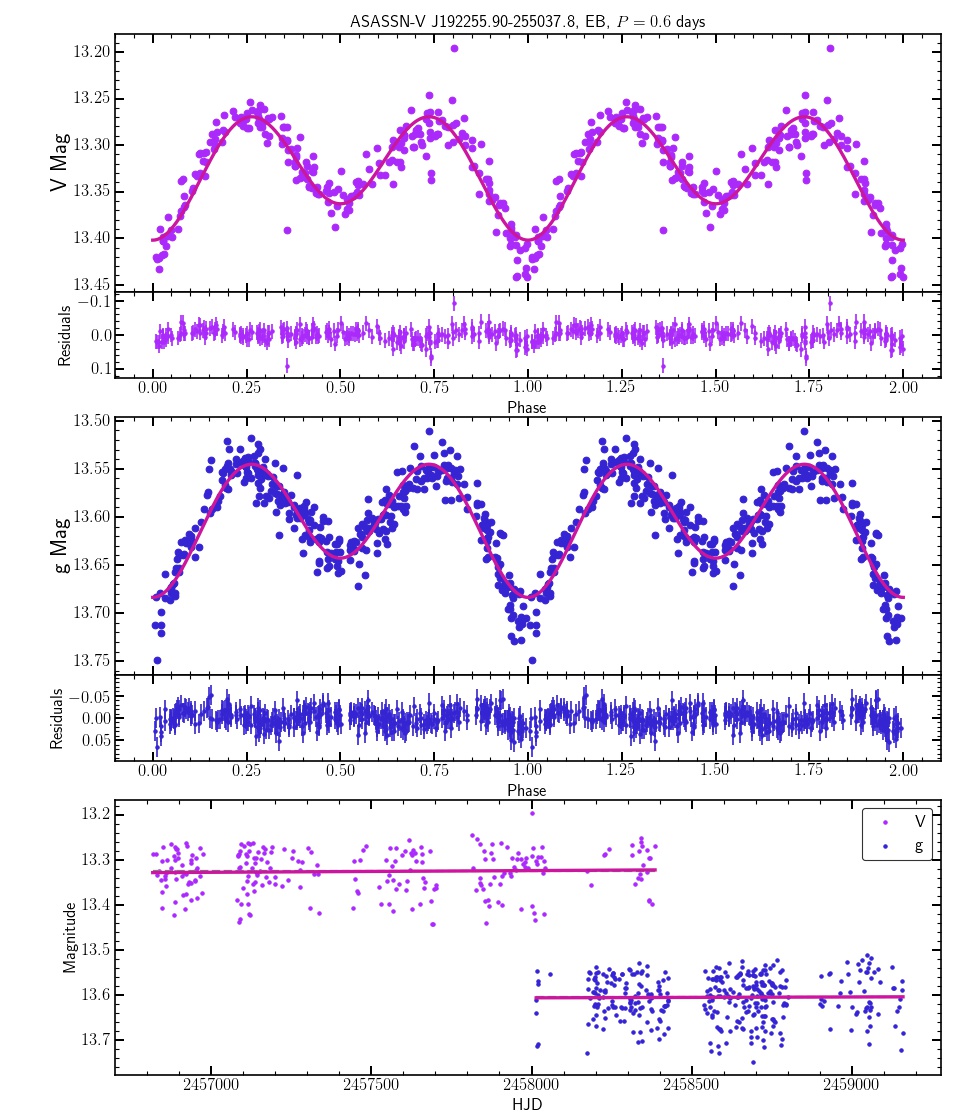 ASASSN-V J192255.90-255037.8, EB, P = 0.6 days
13.20
13.25
13.30
13.35
13.40
13.45
V Mag
−0.1
0.0
0.1
Residuals
0.00 0.25 0.50 0.75 1.00 1.25 1.50 1.75 2.00
Phase
13.50
13.55
13.60
13.65
13.70
13.75
g Mag
−0.05
0.00
0.05
Residuals
0.00 0.25 0.50 0.75 1.00 1.25 1.50 1.75 2.00
Phase
13.2
13.3
13.4
13.5
13.6
13.7
Magnitude
V
g
2457000 2457500 2458000 2458500 2459000
HJD